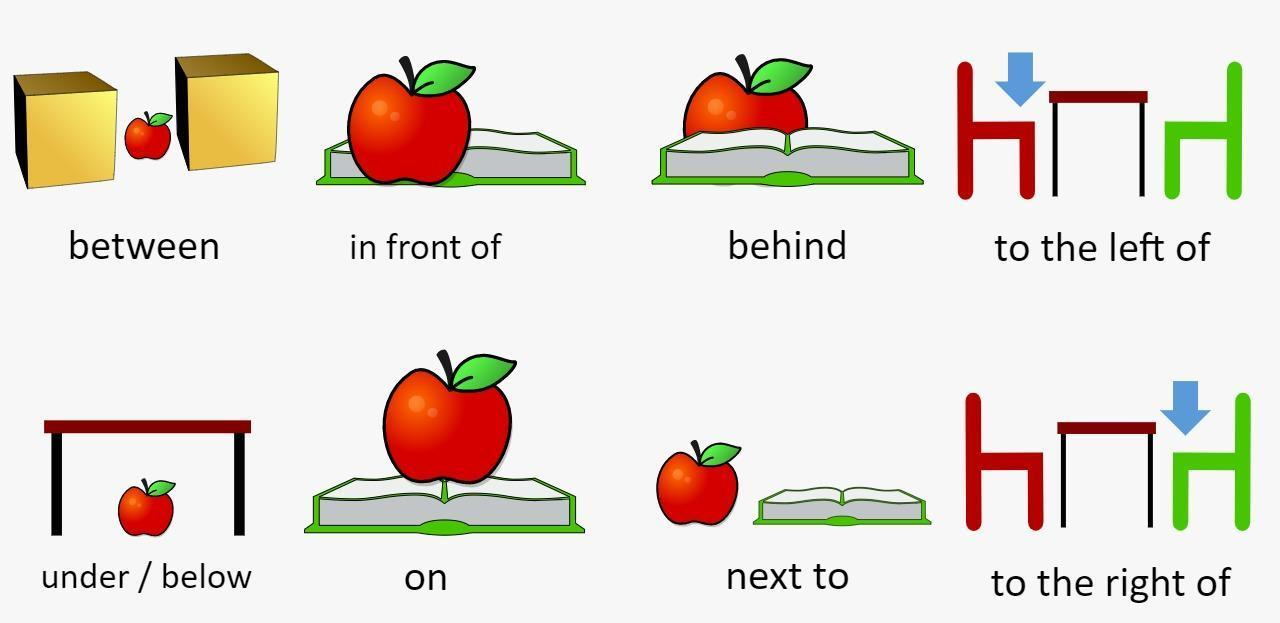 between
in front of
behind
to the left of
under / below
on
next to
to the right of